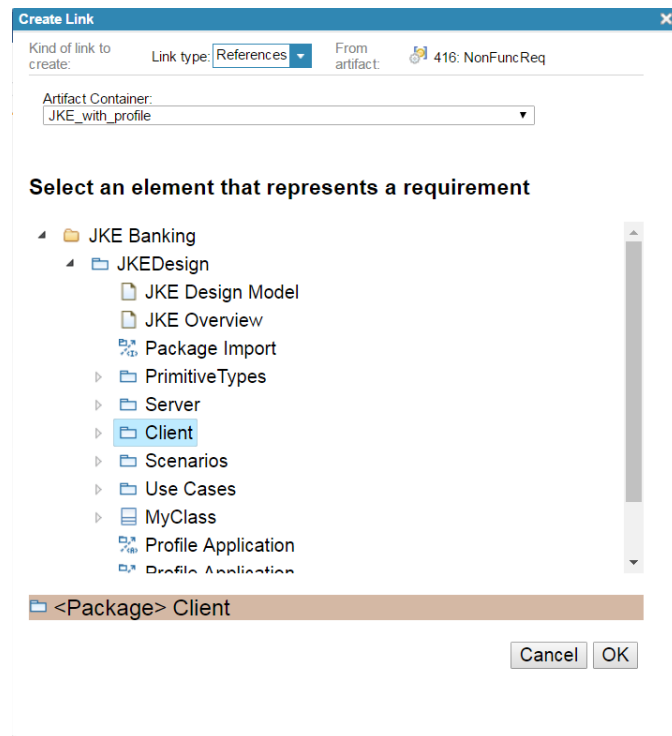 Create Link
Kind of link to create:
Link type: References
From artifact:
416: NonFuncReq
Artifact Container:
JKE_with_profile
Select an element that represents a requirement
JKE Banking
JKEDesign
JKE Design Model
JKE Overview
Package Import
PrimitiveTypes
Server
Client
Scenarios
Use Cases
MyClass
Profile Application
Profile Application
<Package> Client
Cancel OK